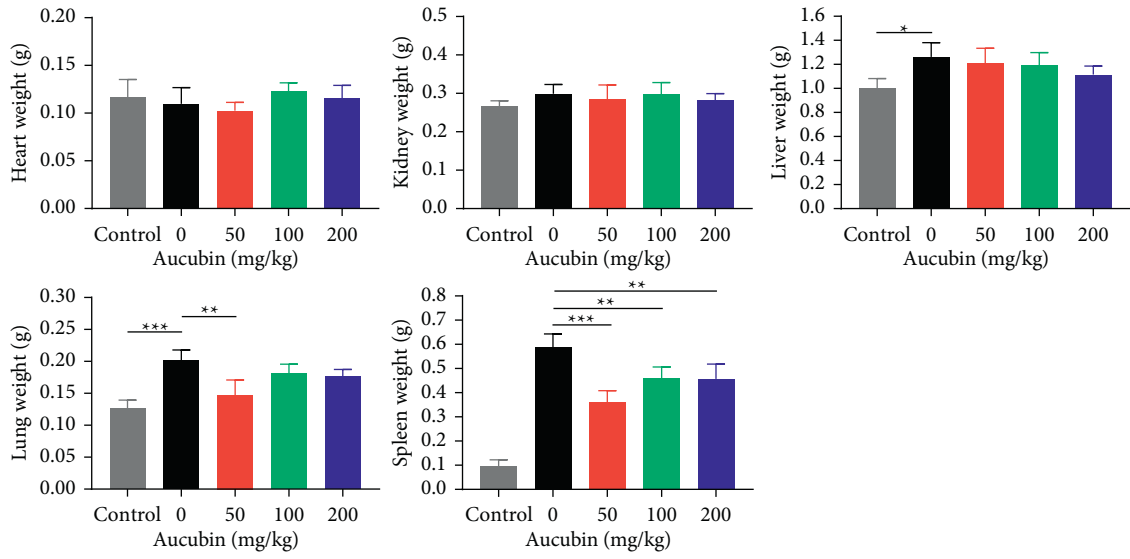 Heart weight (g)
0.20
0.15
0.10
0.05
0.00
Control 0 50 100 200
Aucubin (mg/kg)
Kidney weight (g)
0.5
0.4
0.3
0.2
0.1
0.0
Control 0 50 100 200
Aucubin (mg/kg)
Liver weight (g)
1.6
1.4
1.2
1.0
0.8
0.6
0.4
0.2
0.0
*
Control 0 50 100 200
Aucubin (mg/kg)
Lung weight (g)
0.30
0.25
0.20
0.15
0.10
0.05
0.00
***
**
Control 0 50 100 200
Aucubin (mg/kg)
Spleen weight (g)
0.8
0.7
0.6
0.5
0.4
0.3
0.2
0.1
0.0
**
**
***
Control 0 50 100 200
Aucubin (mg/kg)